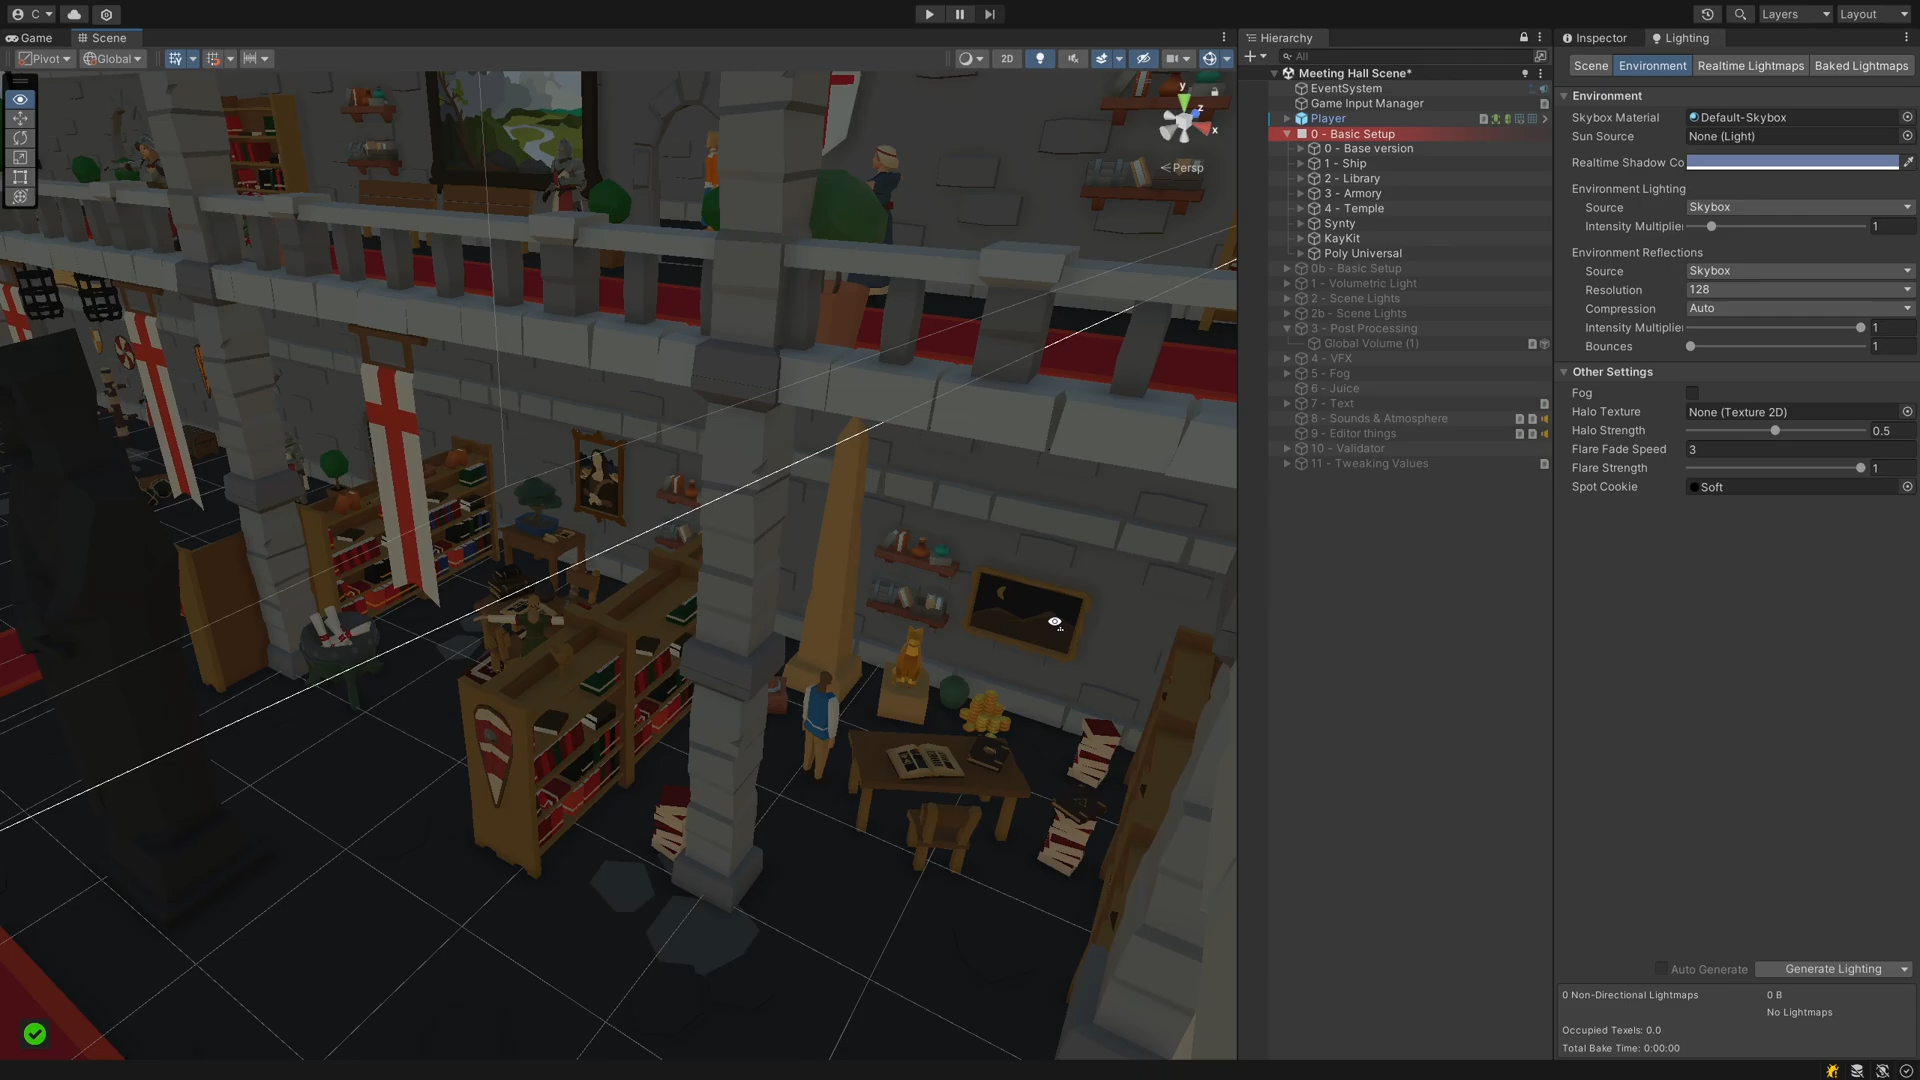 C
Layers
Layout
Game
Scene
Pivot
Global
2D
y
z
x
Persp
Hierarchy
All
Meeting Hall Scene*
EventSystem
Game Input Manager
Player
0 - Basic Setup
0 - Base version
1 - Ship
2 - Library
3 - Armory
4 - Temple
Synty
KayKit
Poly Universal
0b - Basic Setup
1 - Volumetric Light
2 - Scene Lights
2b - Scene Lights
3 - Post Processing
Global Volume (1)
4 - VFX
5 - Fog
6 - Juice
7 - Text
8 - Sounds & Atmosphere
9 - Editor things
10 - Validator
11 - Tweaking Values
Inspector
Lighting
Scene
Environment
Realtime Lightmaps
Baked Lightmaps
Environment
Skybox Material
Default-Skybox
Sun Source
None (Light)
Realtime Shadow Co
Environment Lighting
Source
Skybox
Intensity Multiplier
1
Environment Reflections
Source
Skybox
Resolution
128
Compression
Auto
Intensity Multiplier
1
Bounces
1
Other Settings
Fog
Halo Texture
None (Texture 2D)
Halo Strength
0.5
Flare Fade Speed
3
Flare Strength
1
Spot Cookie
Soft
Auto Generate
Generate Lighting
0 Non-Directional Lightmaps
0 B
No Lightmaps
Occupied Texels: 0.0
Total Bake Time: 0:00:00